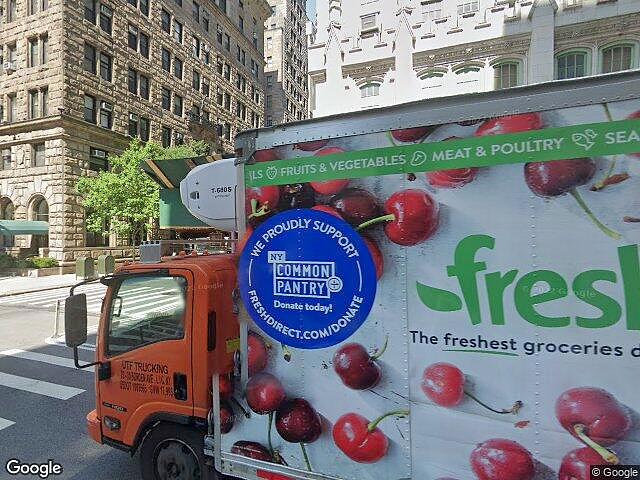 FRUITS & VEGETABLES MEAT & POULTRY SEA
T-680S
WE PROUDLY SUPPORT
NY
COMMON
PANTRY
Donate today!
FRESHDIRECT.COM/DONATE
fresh
The freshest groceries d
UTF TRUCKING
Google
© Google